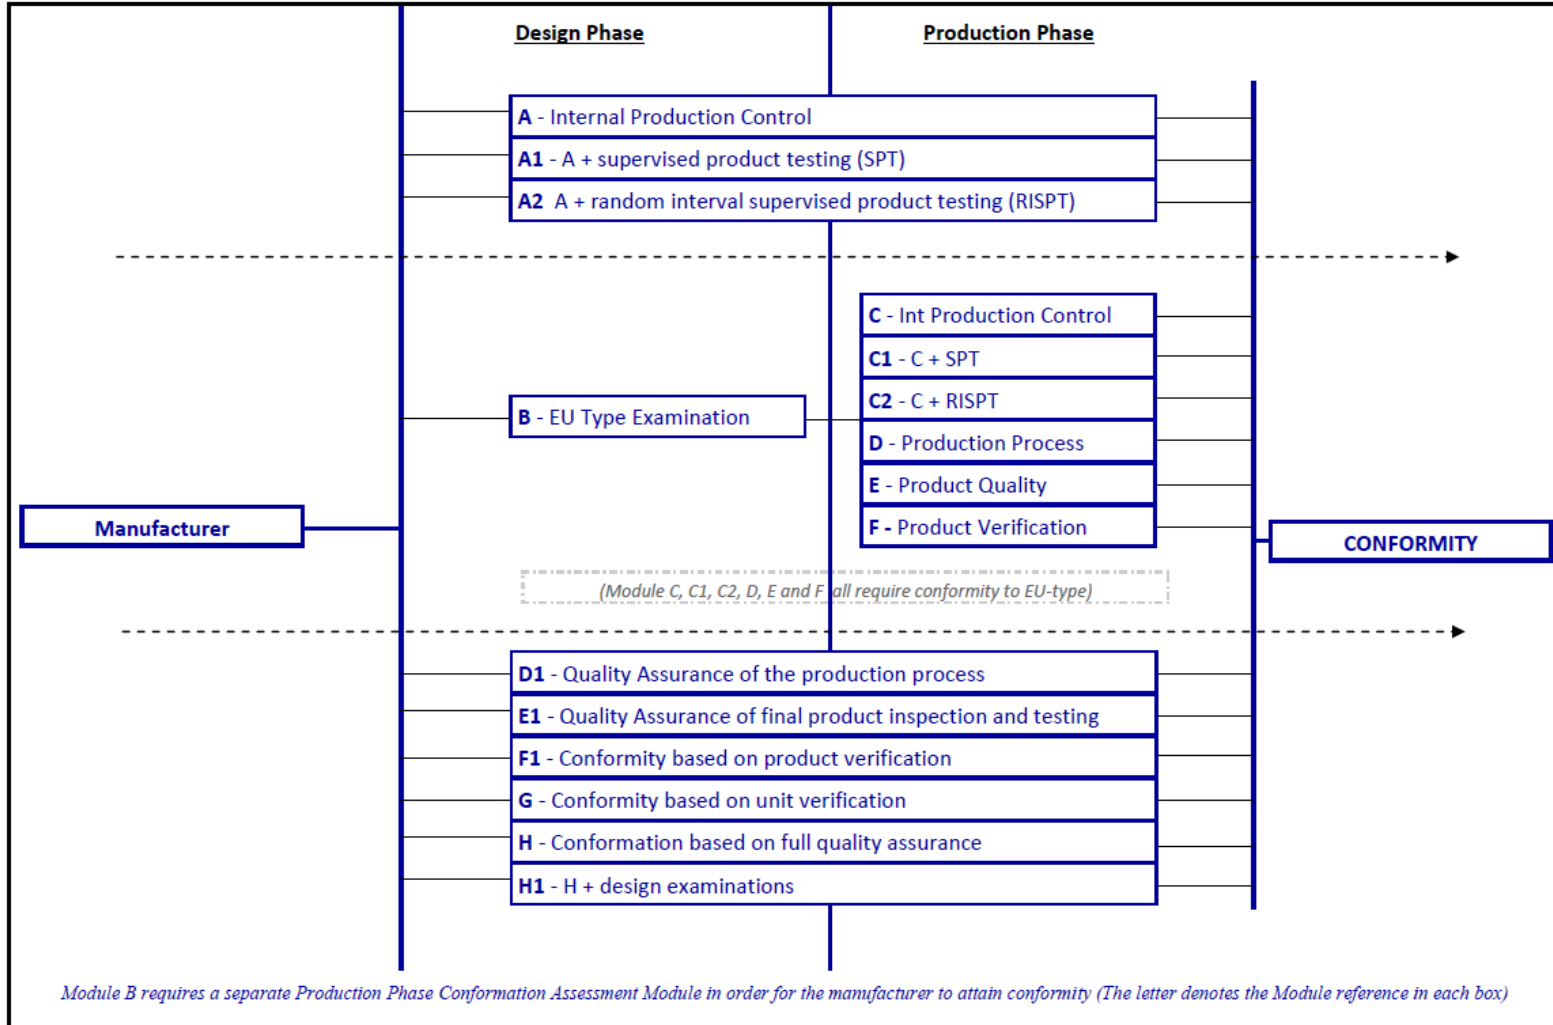 Design Phase
Production Phase
A - Internal Production Control
A1 - A + supervised product testing (SPT)
A2  A + random interval supervised product testing (RISPT)
C - Int Production Control
C1 - C + SPT
C2 - C + RISPT
B - EU Type Examination
D - Production Process
E - Product Quality
F - Product Verification
Manufacturer
CONFORMITY
(Module C, C1, C2, D, E and F all require conformity to EU-type)
D1 - Quality Assurance of the production process
E1 - Quality Assurance of final product inspection and testing
F1 - Conformity based on product verification
G - Conformity based on unit verification
H - Conformation based on full quality assurance
H1 - H + design examinations
Module B requires a separate Production Phase Conformation Assessment Module in order for the manufacturer to attain conformity (The letter denotes the Module reference in each box)